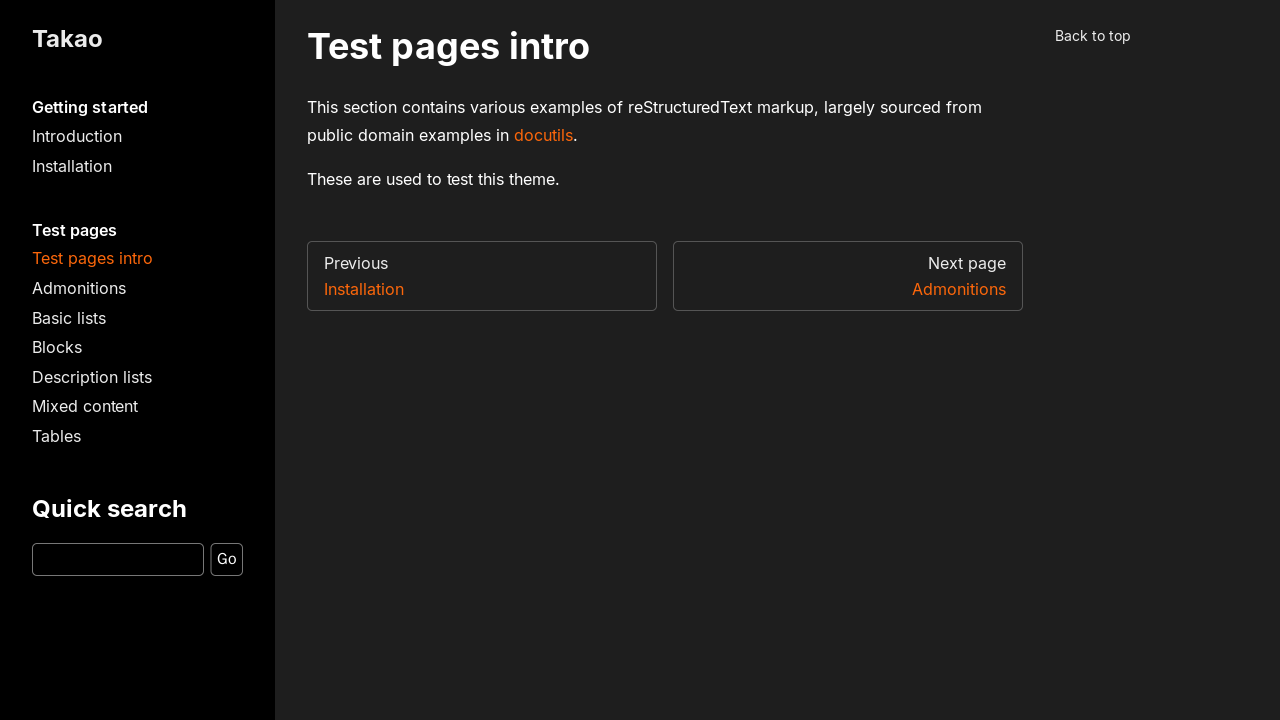 Takao
Getting started
Introduction
Installation
Test pages
Test pages intro
Admonitions
Basic lists
Blocks
Description lists
Mixed content
Tables
Quick search
Go
Test pages intro
This section contains various examples of reStructuredText markup, largely sourced from
public domain examples in docutils.
These are used to test this theme.
Previous
Installation
Next page
Admonitions
Back to top